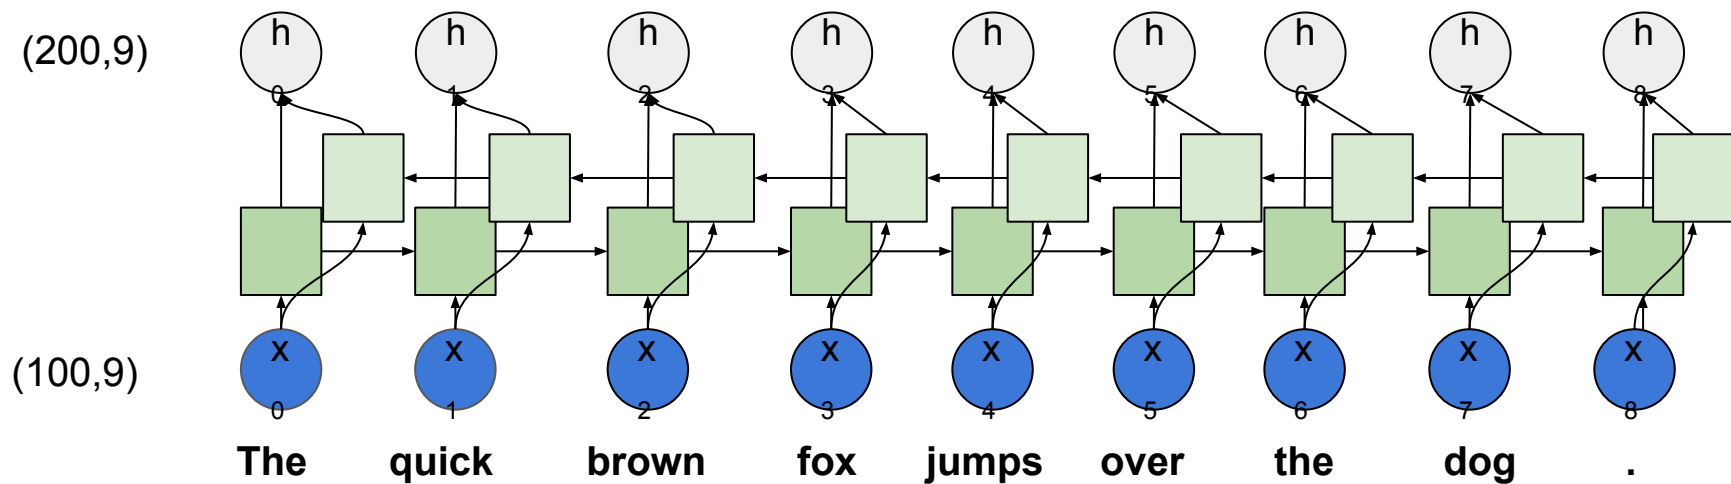 (200,9) h h h h h h h h h
0 1 2 3 4 5 6 7 8
(100,9) x x x x x x x x x
0 1 2 3 4 5 6 7 8
The quick brown fox jumps over the dog .